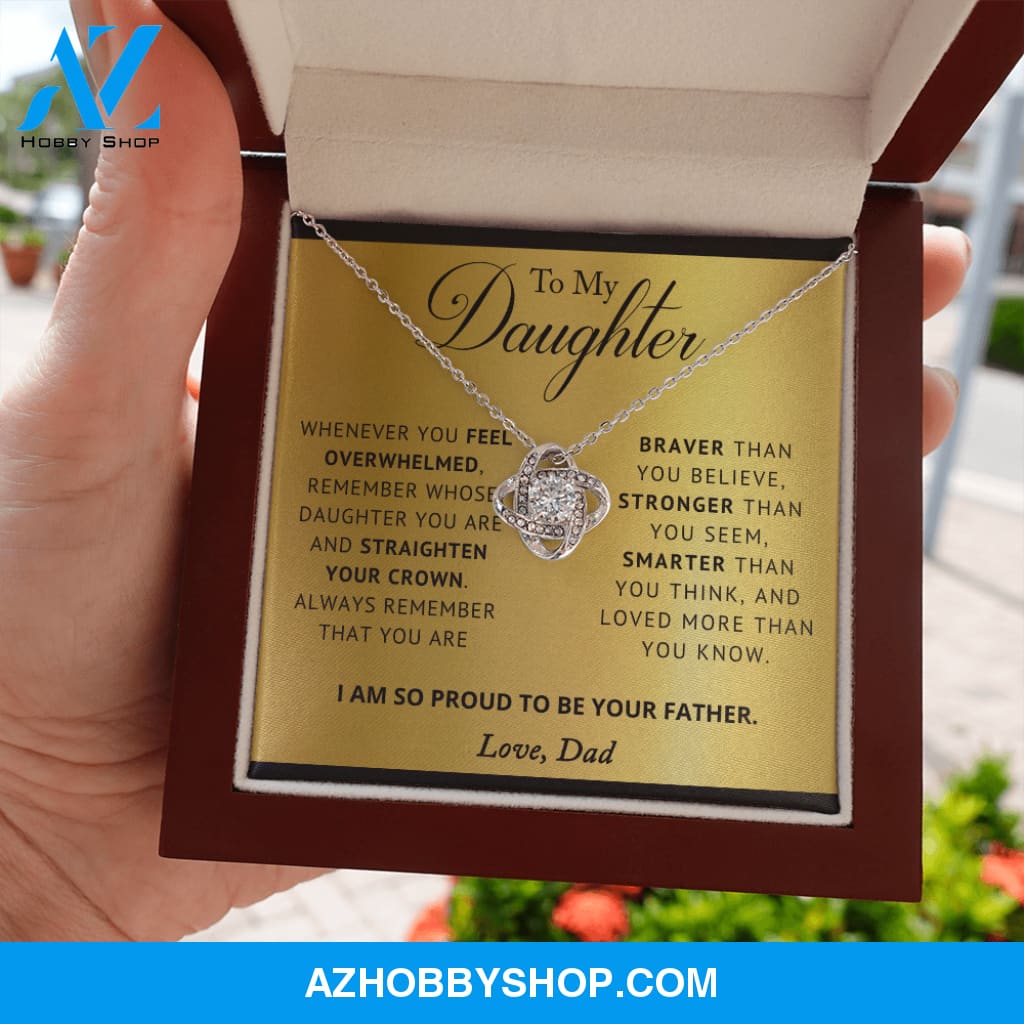 AZ
HOBBY SHOP
To My
Daughter
WHENEVER YOU FEEL
OVERWHELMED,
REMEMBER WHOSE
DAUGHTER YOU ARE
AND STRAIGHTEN
YOUR CROWN.
ALWAYS REMEMBER
THAT YOU ARE
BRAVER THAN
YOU BELIEVE,
STRONGER THAN
YOU SEEM,
SMARTER THAN
YOU THINK, AND
LOVED MORE THAN
YOU KNOW.
I AM SO PROUD TO BE YOUR FATHER.
Love, Dad
AZHOBBYSHOP.COM